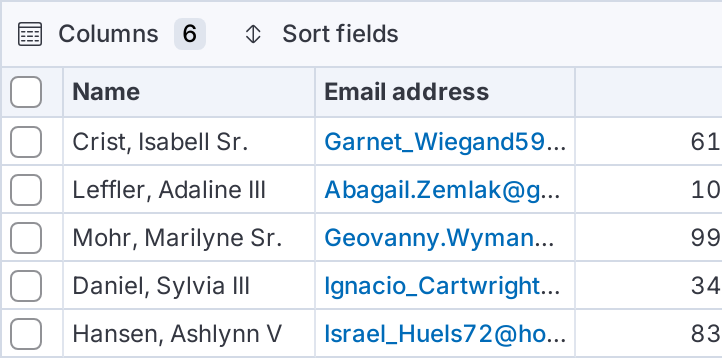 Columns 6 Sort fields
Name Email address
Crist, Isabell Sr. Garnet_Wiegand59... 61
Leffler, Adaline III Abagail.Zemlak@g... 10
Mohr, Marilyne Sr. Geovanny.Wyman... 99
Daniel, Sylvia III Ignacio_Cartwright... 34
Hansen, Ashlynn V Israel_Huels72@ho... 83